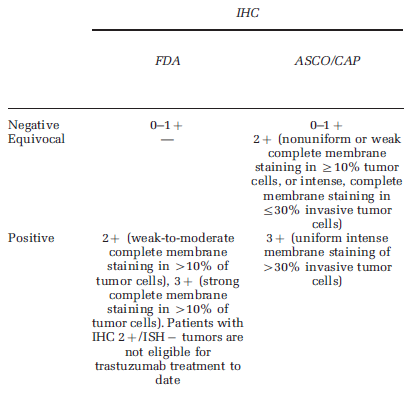 IHC
FDA ASCO/CAP
Negative 0–1+ 0–1+
Equivocal — 2+ (nonuniform or weak
complete membrane
staining in ≥10% tumor
cells, or intense, complete
membrane staining in
≤30% invasive tumor
cells)
Positive 2+ (weak-to-moderate 3+ (uniform intense
complete membrane membrane staining of
staining in >10% of >30% invasive tumor
tumor cells), 3+ (strong cells)
complete membrane
staining in >10% of
tumor cells). Patients with
IHC 2+/ISH− tumors are
not eligible for
trastuzumab treatment to
date